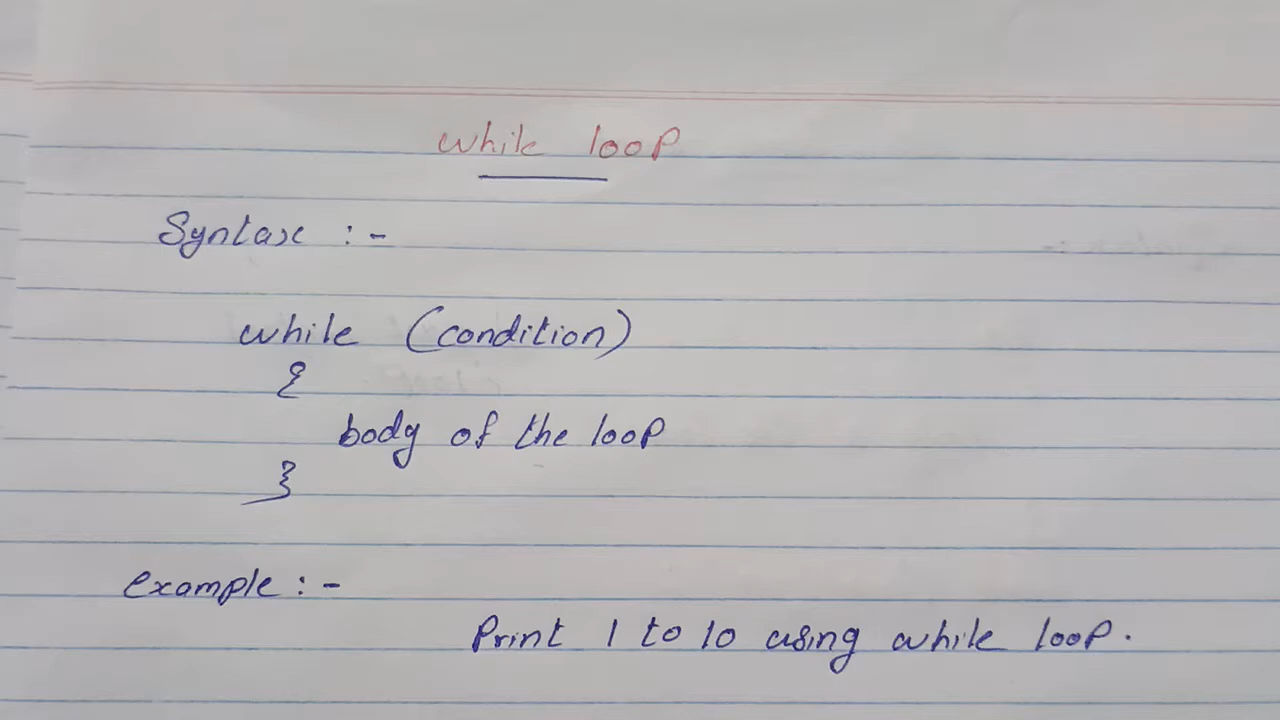 while loop
Syntax :-
while (condition)
{
body of the loop
}
example :-
Print 1 to 10 using while loop.